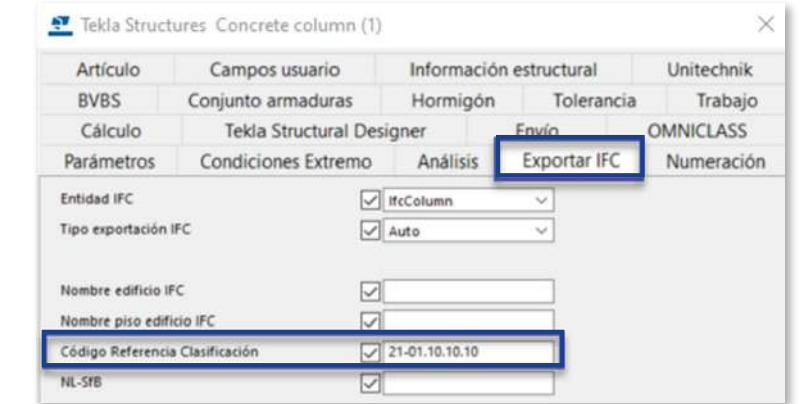 Tekla Structures Concrete column (1)
Artículo Campos usuario Información estructural Unitechnik
BVBS Conjunto armaduras Hormigón Tolerancia Trabajo
Cálculo Tekla Structural Designer Envío OMNICLASS
Parámetros Condiciones Extremo Análisis Exportar IFC Numeración
Entidad IFC IfcColumn
Tipo exportación IFC Auto
Nombre edificio IFC
Nombre piso edificio IFC
Código Referencia Clasificación 21-01.10.10.10
NL-SfB